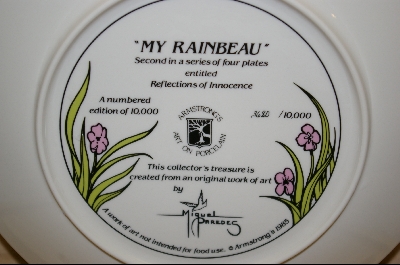 "MY RAINBEAU"
Second in a series of four plates
entitled
Reflections of Innocence
A numbered
edition of 10,000
ARMSTRONG'S
ART ON PORCELAIN
/10,000
This collector's treasure is
created from an original work of art
by
Miguel
Paredes
A work of art not intended for food use. © Armstrong's 1985